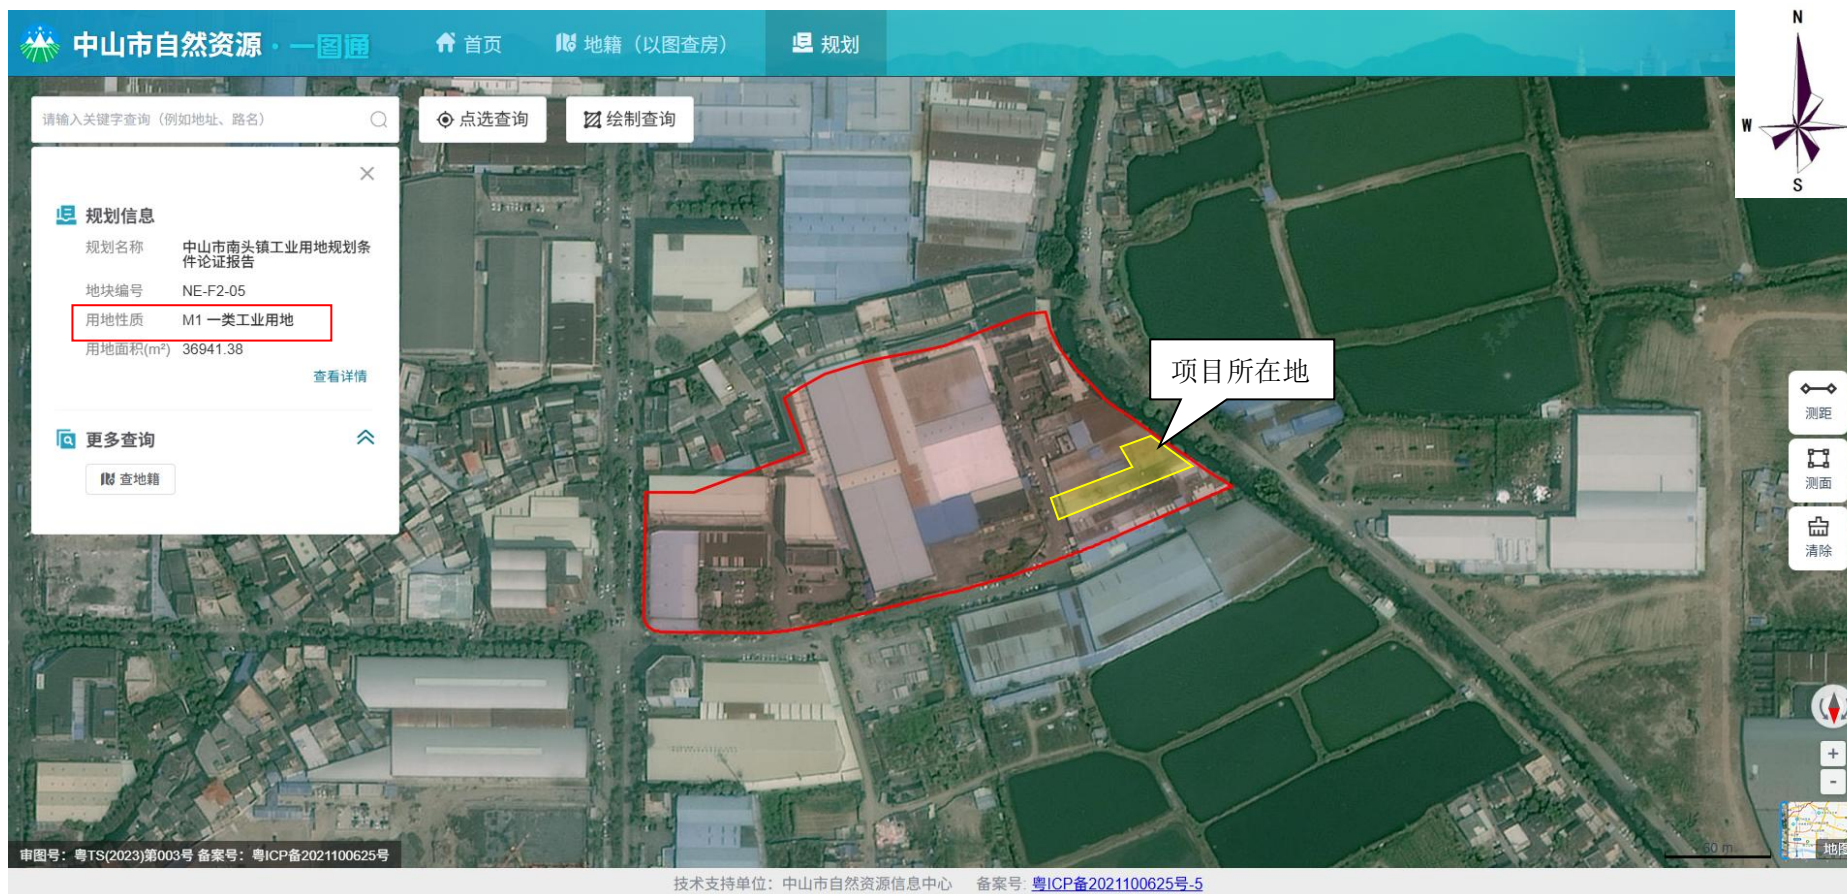 中山市自然资源·一图通
首页
地籍（以图查房）
规划
N
W
S
请输入关键字查询（例如地址、路名）
点选查询
绘制查询
规划信息
规划名称 中山市南头镇工业用地规划条
件论证报告
地块编号 NE-F2-05
用地性质 M1 一类工业用地
用地面积(m²) 36941.38
查看详情
更多查询
查地籍
项目所在地
测距
测面
清除
+
-
50 m
地图
审图号：粤TS(2023)第003号 备案号：粤ICP备2021100625号
技术支持单位：中山市自然资源信息中心 备案号: 粤ICP备2021100625号-5